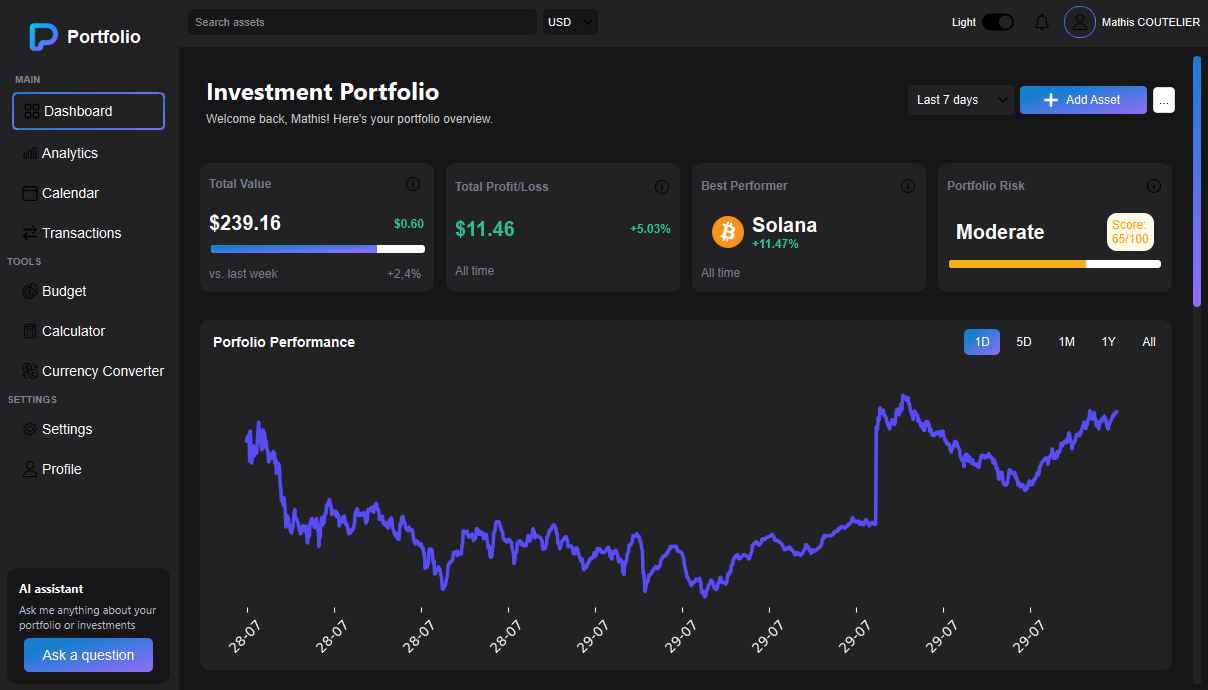 Portfolio
Search assets
USD
Light
Mathis COUTELIER
MAIN
Dashboard
Analytics
Calendar
Transactions
TOOLS
Budget
Calculator
Currency Converter
SETTINGS
Settings
Profile
AI assistant
Ask me anything about your
portfolio or investments
Ask a question
Investment Portfolio
Welcome back, Mathis! Here's your portfolio overview.
Last 7 days
+ Add Asset
...
Total Value
$239.16
$0.60
vs. last week
+2,4%
Total Profit/Loss
$11.46
+5.03%
All time
Best Performer
Solana
+11.47%
All time
Portfolio Risk
Moderate
Score:
65/100
Porfolio Performance
1D
5D
1M
1Y
All
28-07
28-07
28-07
28-07
29-07
29-07
29-07
29-07
29-07
29-07